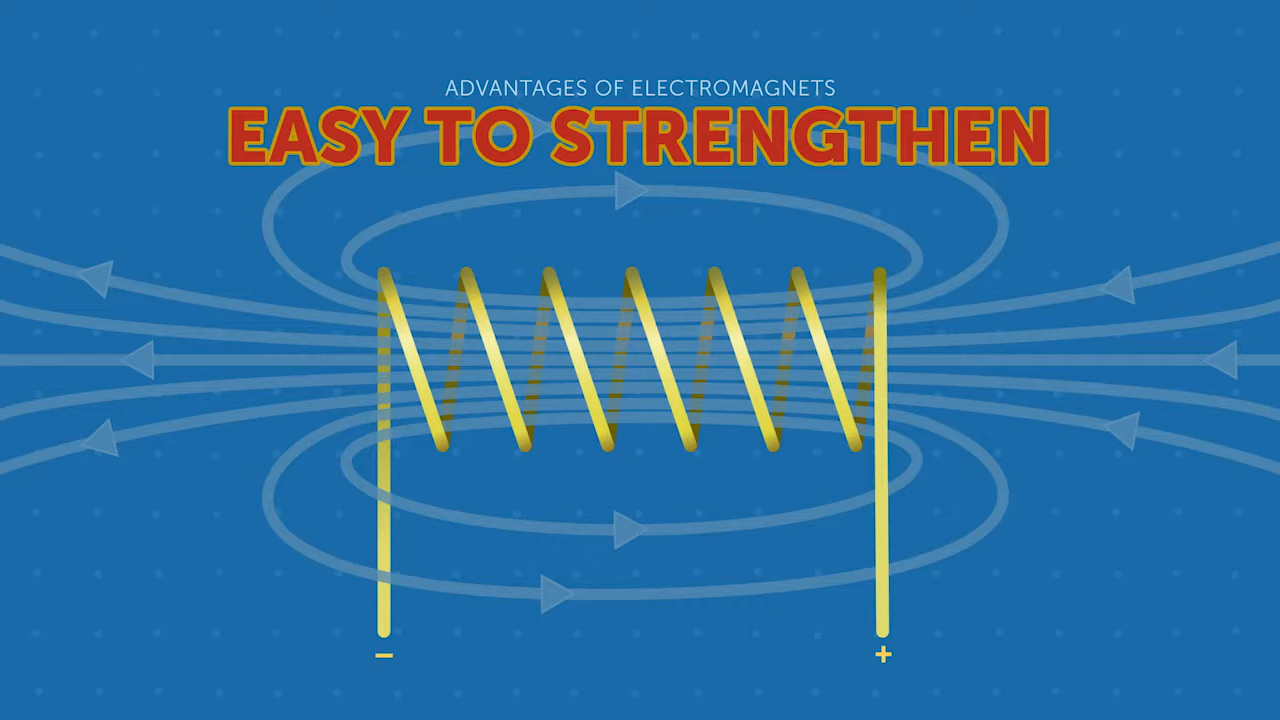 ADVANTAGES OF ELECTROMAGNETS
EASY TO STRENGTHEN
– +